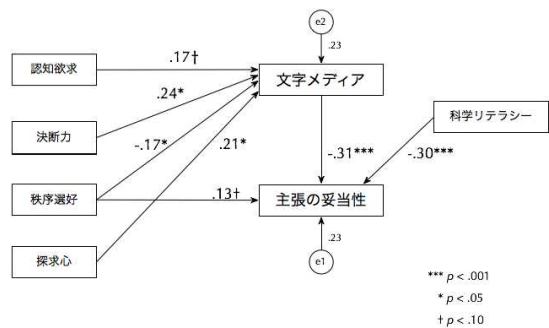 e2
.23
認知欲求
.17†
文字メディア
.24*
決断力
科学リテラシー
-.17*
.21*
-.31***
-.30***
秩序選好
.13†
主張の妥当性
探求心
.23
e1
*** p < .001
* p < .05
† p < .10